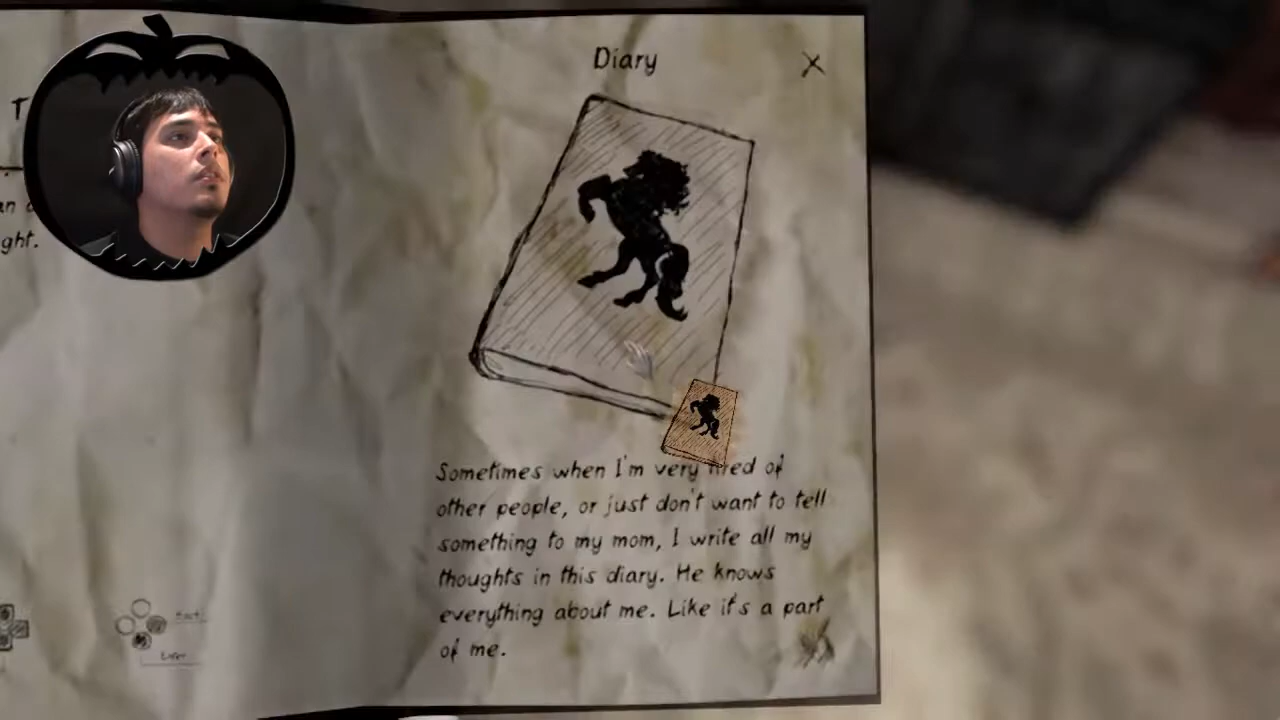 Diary
Sometimes when I'm very tired of
other people, or just don't want to tell
something to my mom, I write all my
thoughts in this diary. He knows
everything about me. Like it's a part
of me.
ght.